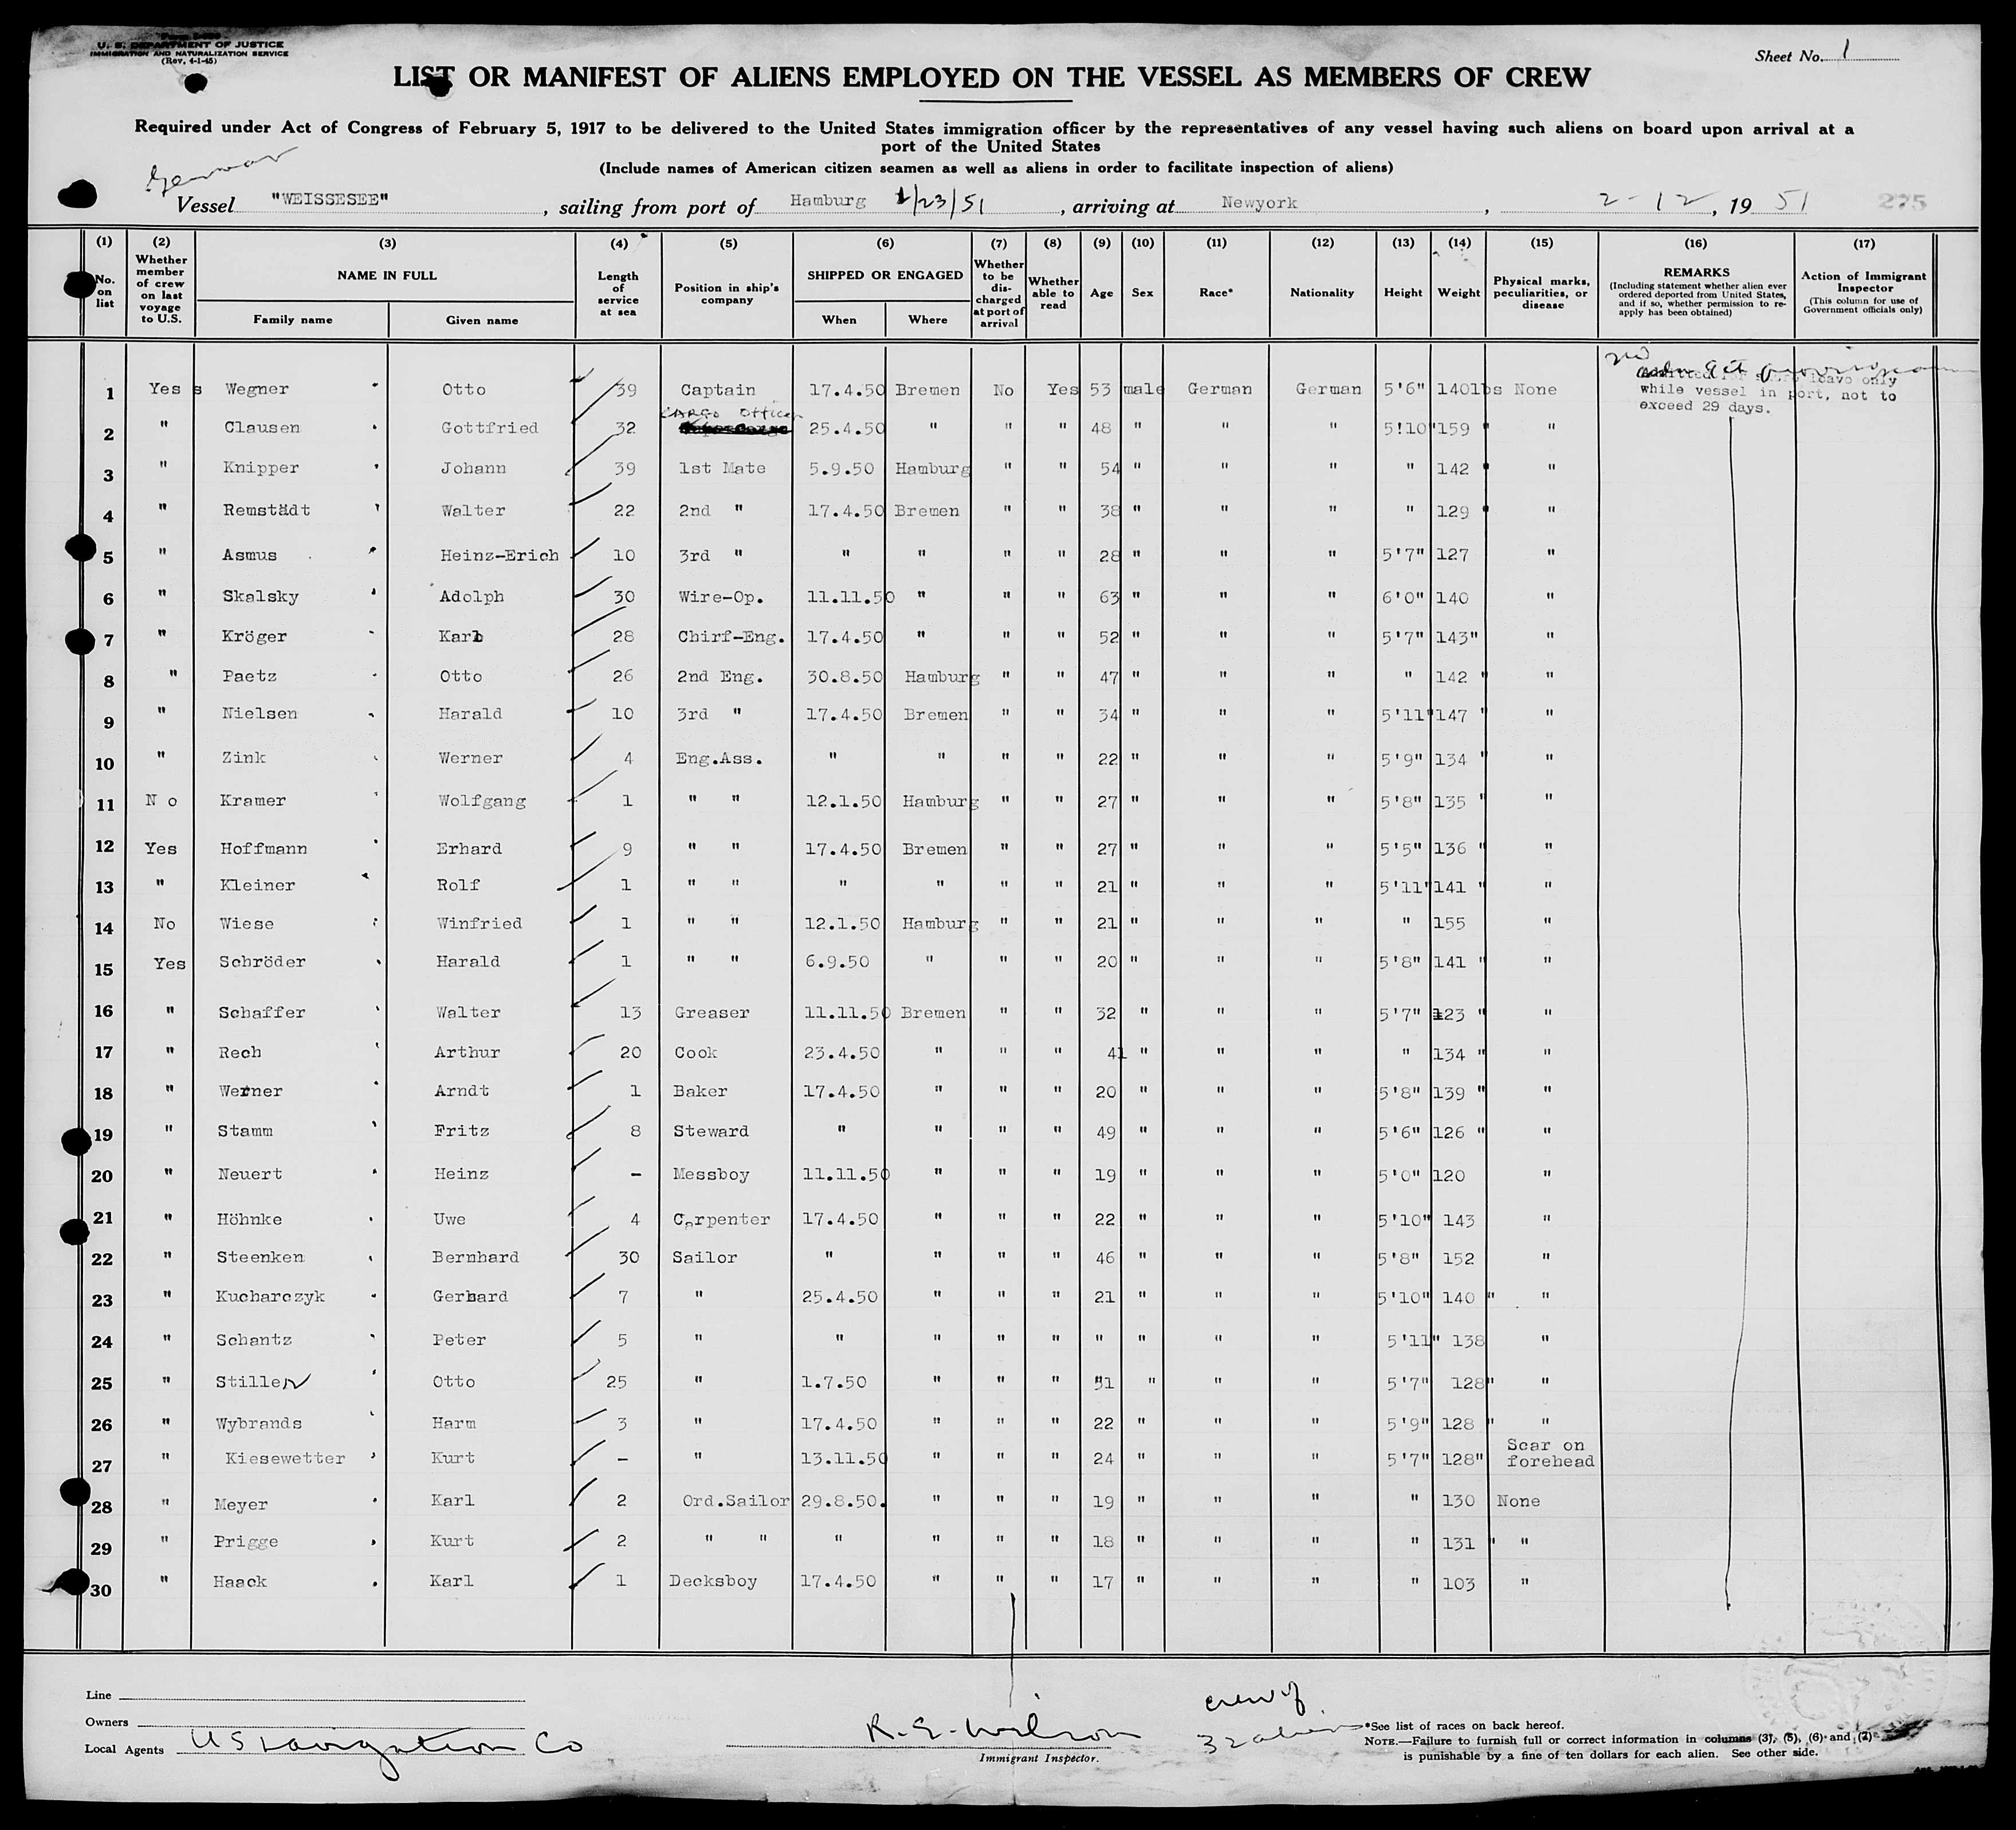 U. S. DEPARTMENT OF JUSTICE
IMMIGRATION AND NATURALIZATION SERVICE
(Rev. 4-1-45)
Sheet No. 1
LIST OR MANIFEST OF ALIENS EMPLOYED ON THE VESSEL AS MEMBERS OF CREW
Required under Act of Congress of February 5, 1917 to be delivered to the United States immigration officer by the representatives of any vessel having such aliens on board upon arrival at a
port of the United States
(Include names of American citizen seamen as well as aliens in order to facilitate inspection of aliens)
German
Vessel "WEISSESEE", sailing from port of Hamburg 1/23/51, arriving at Newyork, 2-12, 1951 275
(1) No. on list
(2) Whether member of crew on last voyage to U.S.
(3) NAME IN FULL Family name Given name
(4) Length of service at sea
(5) Position in ship's company
(6) SHIPPED OR ENGAGED When Where
(7) Whether to be discharged at port of arrival
(8) Whether able to read
(9) Age
(10) Sex
(11) Race*
(12) Nationality
(13) Height
(14) Weight
(15) Physical marks, peculiarities, or disease
(16) REMARKS (Including statement whether alien ever ordered deported from United States, and if so, whether permission to re-apply has been obtained)
(17) Action of Immigrant Inspector (This column for use of Government officials only)
1 Yes s Wegner Otto 39 Captain 17.4.50 Bremen No Yes 53 male German German 5'6" 140lbs None
Admitted for shore leave only
while vessel in port, not to
exceed 29 days.
CARGO Officer
2 " Clausen Gottfried 32 25.4.50 " " " 48 " " " 5'10" 159 " "
3 " Knipper Johann 39 1st Mate 5.9.50 Hamburg " " 54 " " " " 142 " "
4 " Remstädt Walter 22 2nd " 17.4.50 Bremen " " 38 " " " " 129 " "
5 " Asmus Heinz-Erich 10 3rd " " " " " 28 " " " 5'7" 127 "
6 " Skalsky Adolph 30 Wire-Op. 11.11.50 " " " 63 " " " 6'0" 140 "
7 " Kröger Karl 28 Chirf-Eng. 17.4.50 " " " 52 " " " 5'7" 143" "
8 " Paetz Otto 26 2nd Eng. 30.8.50 Hamburg " " 47 " " " " 142 " "
9 " Nielsen Harald 10 3rd " 17.4.50 Bremen " " 34 " " " 5'11" 147 " "
10 " Zink Werner 4 Eng.Ass. " " " " 22 " " " 5'9" 134 " "
11 N o Kramer Wolfgang 1 " " 12.1.50 Hamburg " " 27 " " " 5'8" 135 " "
12 Yes Hoffmann Erhard 9 " " 17.4.50 Bremen " " 27 " " " 5'5" 136 " "
13 " Kleiner Rolf 1 " " " " " " 21 " " " 5'11" 141 " "
14 No Wiese Winfried 1 " " 12.1.50 Hamburg " " 21 " " " " 155 "
15 Yes Schröder Harald 1 " " 6.9.50 " " " 20 " " " 5'8" 141 " "
16 " Schaffer Walter 13 Greaser 11.11.50 Bremen " " 32 " " " 5'7" 123 " "
17 " Rech Arthur 20 Cook 23.4.50 " " " 41 " " " " 134 " "
18 " Werner Arndt 1 Baker 17.4.50 " " " 20 " " " 5'8" 139 " "
19 " Stamm Fritz 8 Steward " " " " 49 " " " 5'6" 126 " "
20 " Neuert Heinz - Messboy 11.11.50 " " " 19 " " " 5'0" 120 "
21 " Höhnke Uwe 4 Carpenter 17.4.50 " " " 22 " " " 5'10" 143 "
22 " Steenken Bernhard 30 Sailor " " " " 46 " " " 5'8" 152 "
23 " Kucharczyk Gerhard 7 " 25.4.50 " " " 21 " " " 5'10" 140 " "
24 " Schantz Peter 5 " " " " " " " " " 5'11" 138 "
25 " Stiller Otto 25 " 1.7.50 " " " 51 " " " 5'7" 128" "
26 " Wybrands Harm 3 " 17.4.50 " " " 22 " " " 5'9" 128 " "
27 " Kiesewetter Kurt - " 13.11.50 " " " 24 " " " 5'7" 128" Scar on forehead
28 " Meyer Karl 2 Ord.Sailor 29.8.50. " " " 19 " " " " 130 None
29 " Prigge Kurt 2 " " " " " " 18 " " " " 131 " "
30 " Haack Karl 1 Decksboy 17.4.50 " " " 17 " " " " 103 "
Line
Owners
Local Agents U S Navigation Co
R. E. Wilson
Immigrant Inspector.
crew of
32 aliens
*See list of races on back hereof.
NOTE.—Failure to furnish full or correct information in columns (3), (5), (6) and (7)
is punishable by a fine of ten dollars for each alien. See other side.